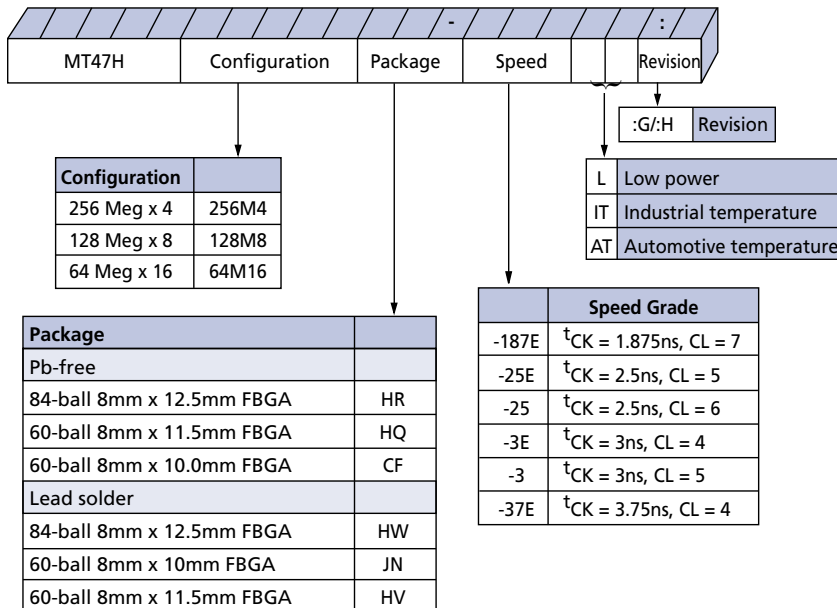 - :
MT47H Configuration Package Speed Revision
:G/:H Revision
Configuration
256 Meg x 4 256M4
128 Meg x 8 128M8
64 Meg x 16 64M16
L Low power
IT Industrial temperature
AT Automotive temperature
Package
Pb-free
84-ball 8mm x 12.5mm FBGA HR
60-ball 8mm x 11.5mm FBGA HQ
60-ball 8mm x 10.0mm FBGA CF
Lead solder
84-ball 8mm x 12.5mm FBGA HW
60-ball 8mm x 10mm FBGA JN
60-ball 8mm x 11.5mm FBGA HV
Speed Grade
-187E tCK = 1.875ns, CL = 7
-25E tCK = 2.5ns, CL = 5
-25 tCK = 2.5ns, CL = 6
-3E tCK = 3ns, CL = 4
-3 tCK = 3ns, CL = 5
-37E tCK = 3.75ns, CL = 4